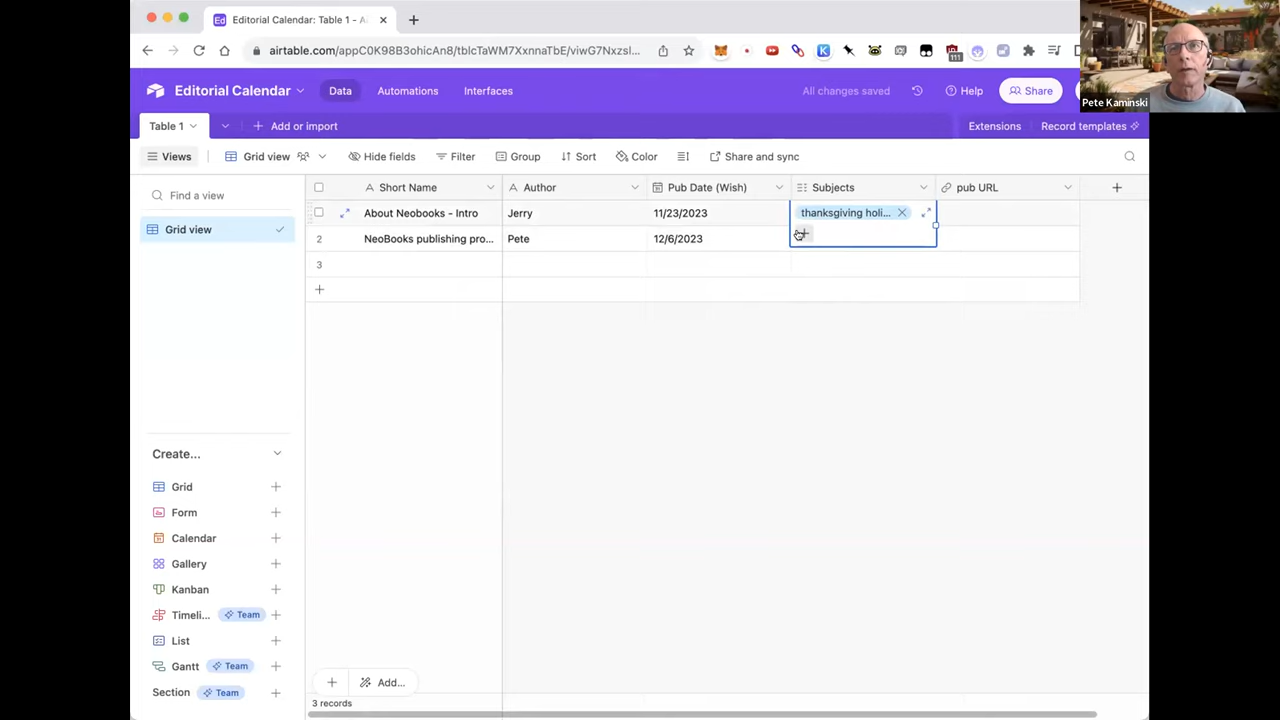 Editorial Calendar: Table 1 - Ai
airtable.com/appC0K98B3ohicAn8/tblcTaWM7XxnnaTbE/viwG7Nxzsl...
111
Editorial Calendar
Data
Automations
Interfaces
All changes saved
Help
Share
Pete Kaminski
Table 1
Add or import
Extensions
Record templates
Views
Grid view
Hide fields
Filter
Group
Sort
Color
Share and sync
Find a view
Grid view
Short Name
Author
Pub Date (Wish)
Subjects
pub URL
About Neobooks - Intro
Jerry
11/23/2023
thanksgiving holi...
2
NeoBooks publishing pro...
Pete
12/6/2023
3
Create...
Grid
Form
Calendar
Gallery
Kanban
Timeli...
Team
List
Gantt
Team
Section
Team
Add...
3 records